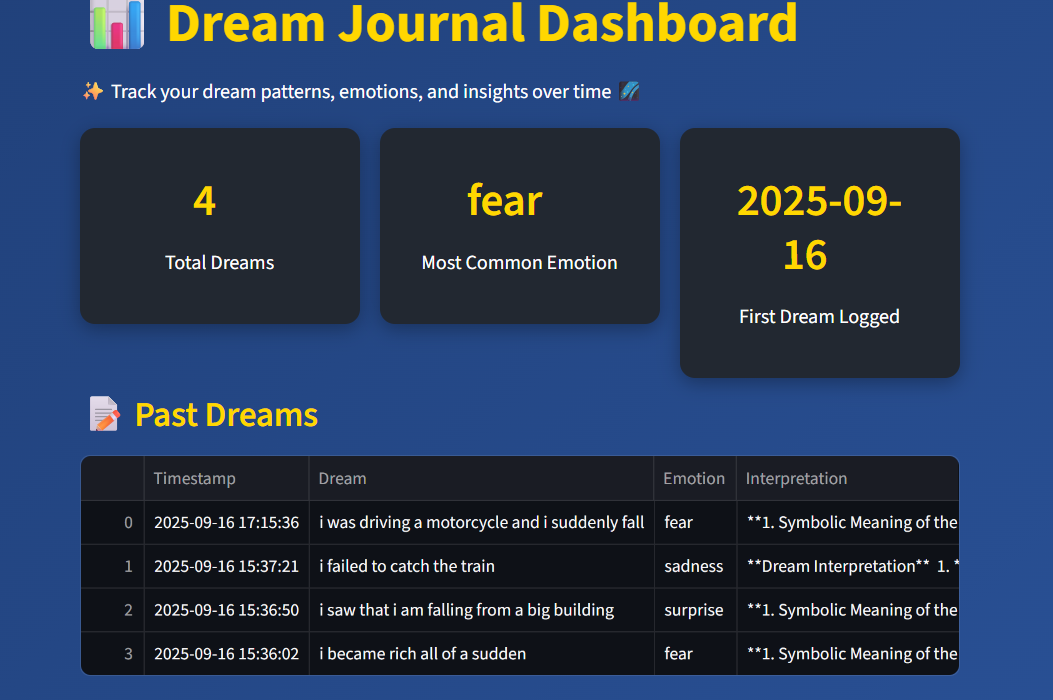 Dream Journal Dashboard
Track your dream patterns, emotions, and insights over time
4
Total Dreams
fear
Most Common Emotion
2025-09-
16
First Dream Logged
Past Dreams
Timestamp Dream Emotion Interpretation
0 2025-09-16 17:15:36 i was driving a motorcycle and i suddenly fall fear **1. Symbolic Meaning of the
1 2025-09-16 15:37:21 i failed to catch the train sadness **Dream Interpretation** 1. *
2 2025-09-16 15:36:50 i saw that i am falling from a big building surprise **1. Symbolic Meaning of the
3 2025-09-16 15:36:02 i became rich all of a sudden fear **1. Symbolic Meaning of the